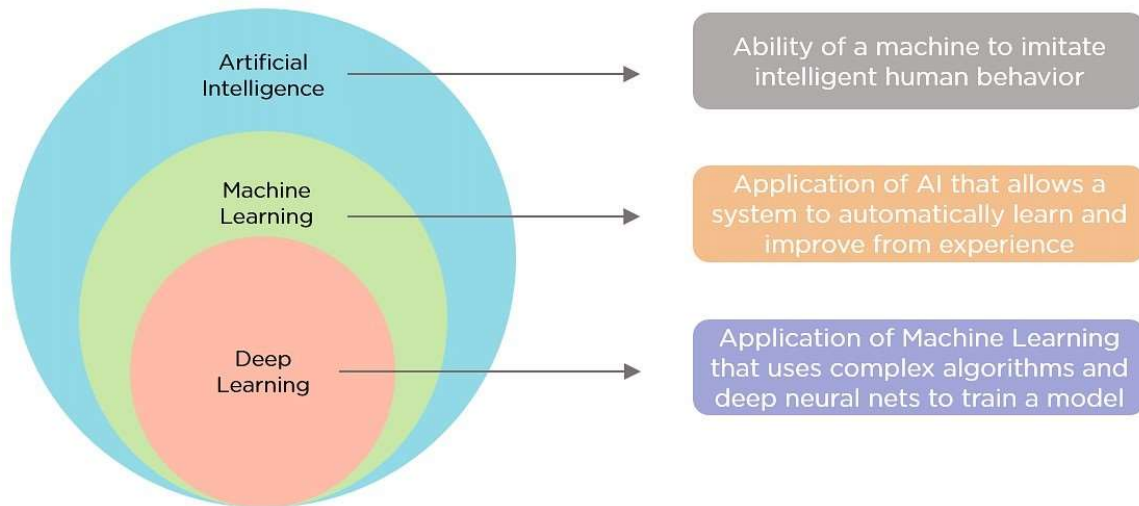 Artificial
Intelligence
Ability of a machine to imitate
intelligent human behavior
Machine
Learning
Application of AI that allows a
system to automatically learn and
improve from experience
Deep
Learning
Application of Machine Learning
that uses complex algorithms and
deep neural nets to train a model